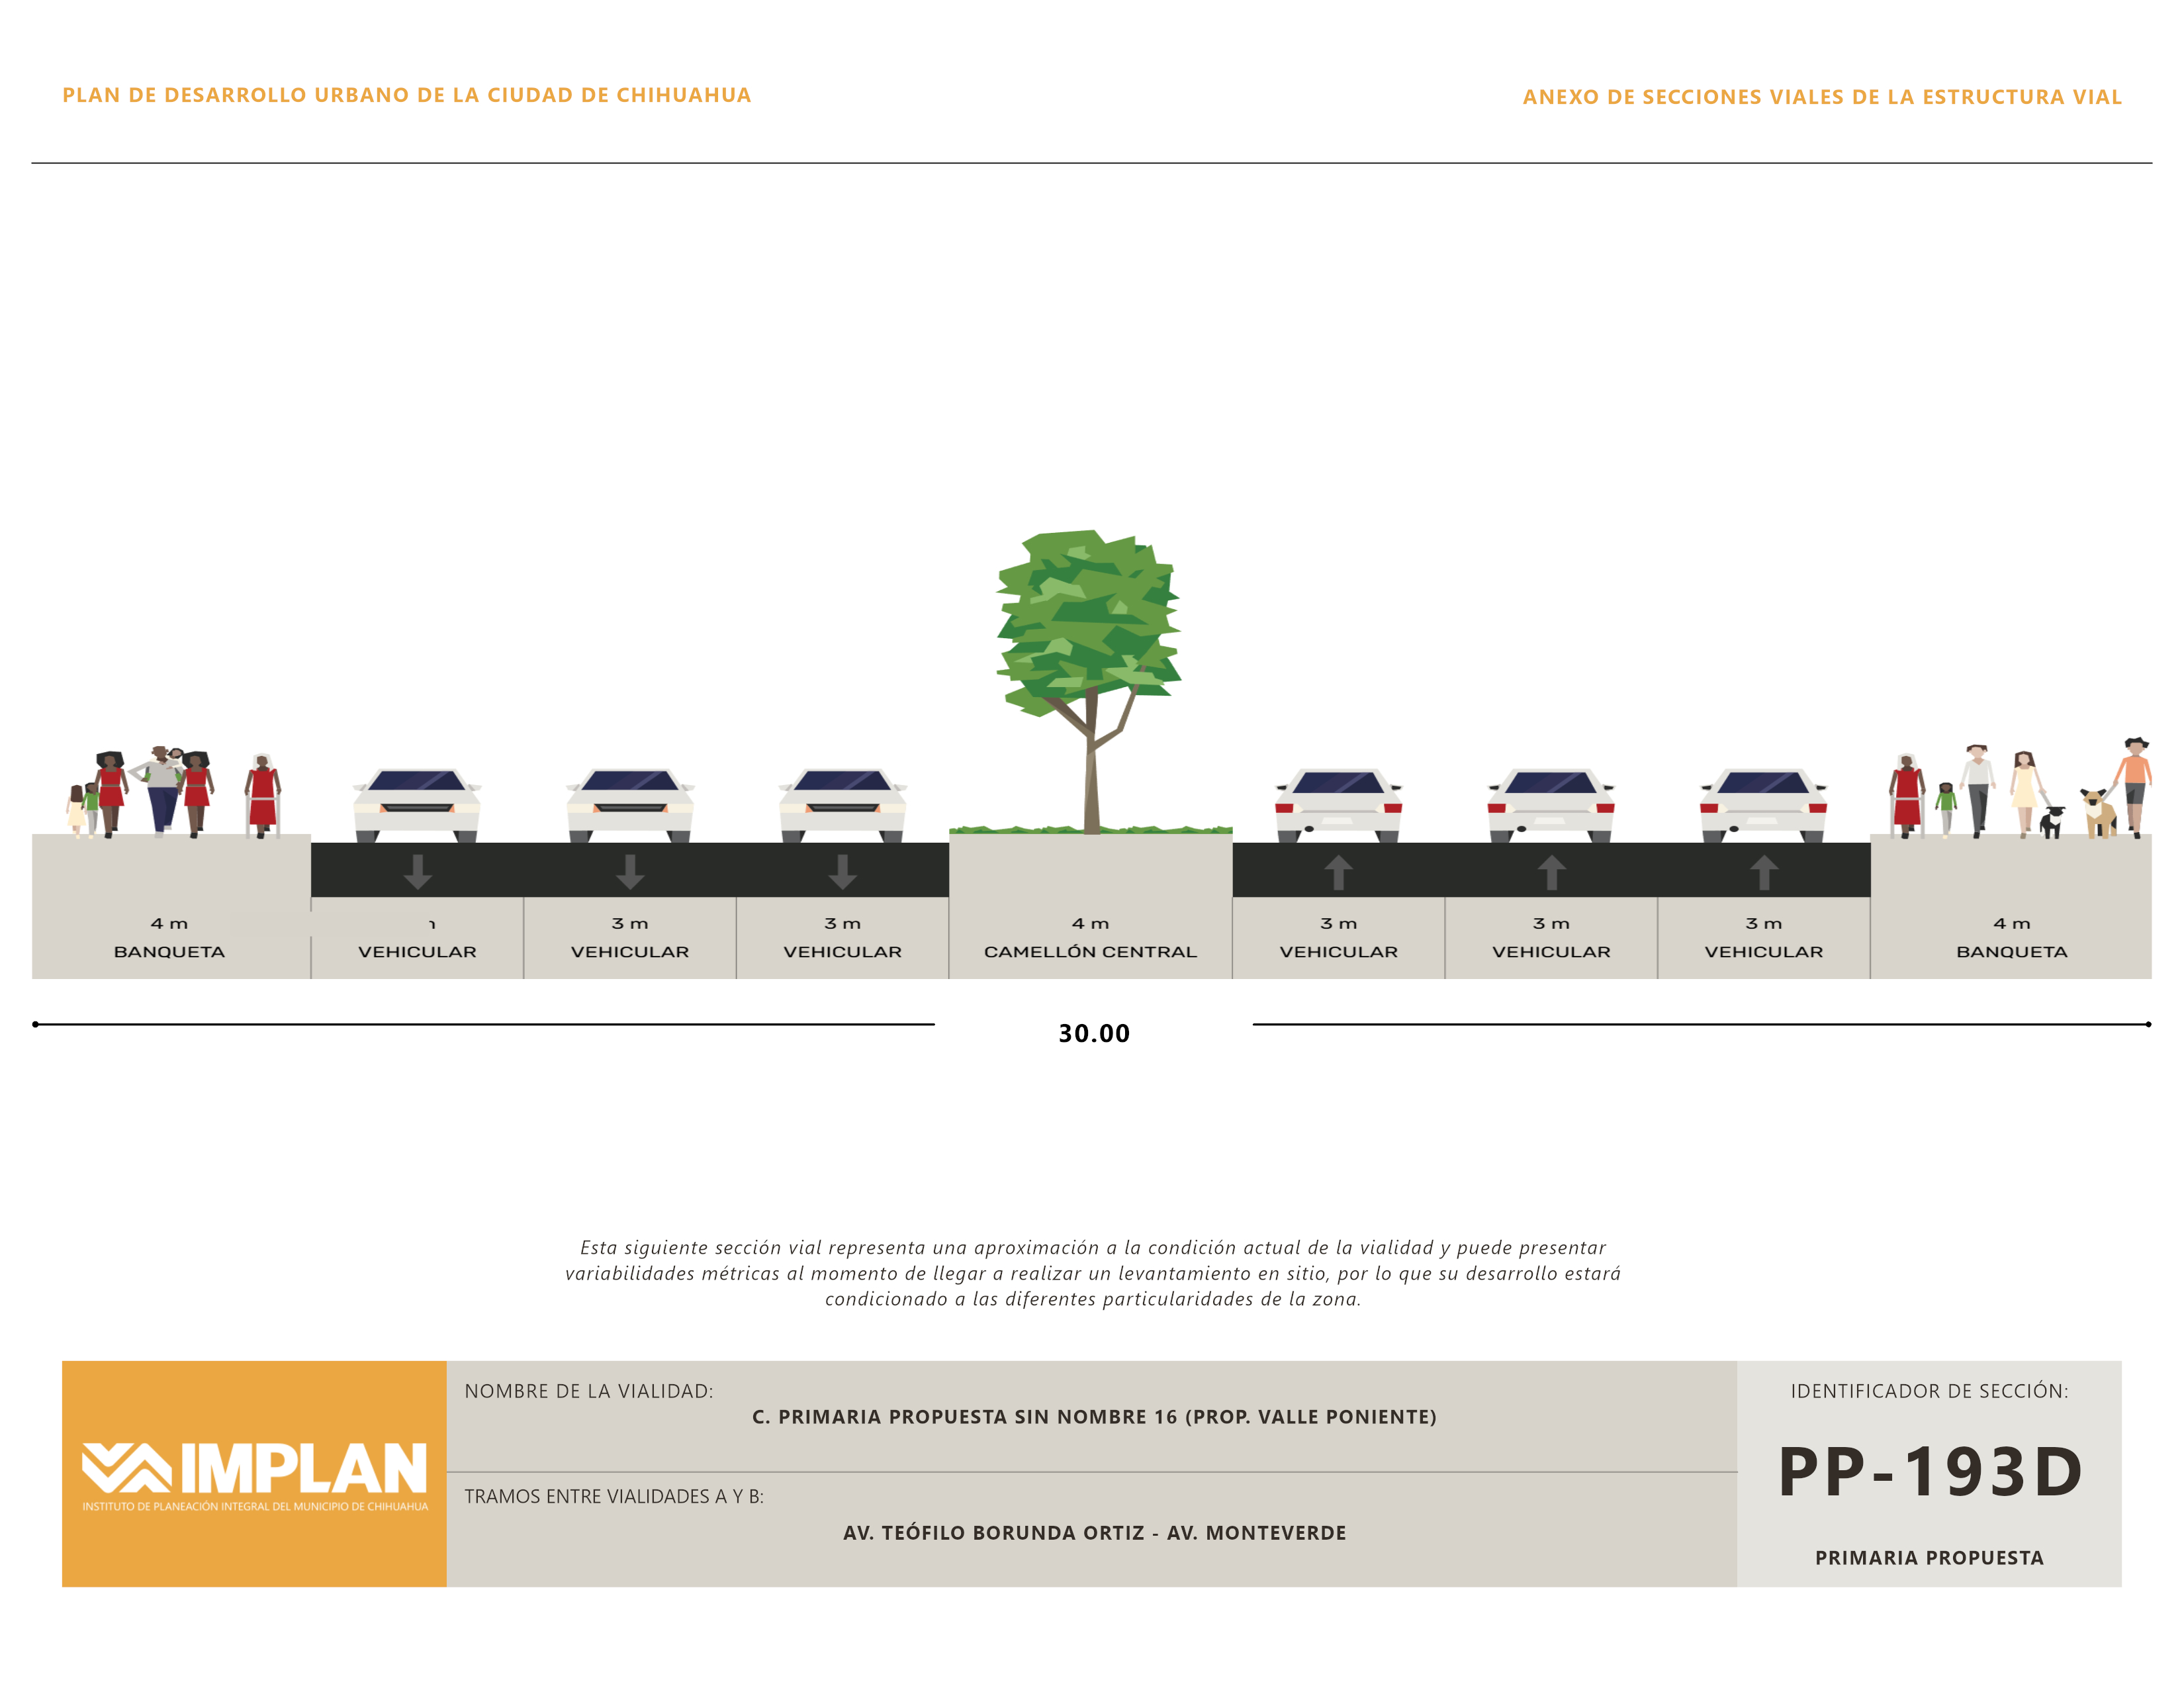 PLAN DE DESARROLLO URBANO DE LA CIUDAD DE CHIHUAHUA
ANEXO DE SECCIONES VIALES DE LA ESTRUCTURA VIAL
4 m
3 m
3 m
4 m
3 m
3 m
3 m
4 m
BANQUETA
VEHICULAR
VEHICULAR
VEHICULAR
CAMELLÓN CENTRAL
VEHICULAR
VEHICULAR
VEHICULAR
BANQUETA
30.00
Esta siguiente sección vial representa una aproximación a la condición actual de la vialidad y puede presentar
variabilidades métricas al momento de llegar a realizar un levantamiento en sitio, por lo que su desarrollo estará
condicionado a las diferentes particularidades de la zona.
IMPLAN
INSTITUTO DE PLANEACIÓN INTEGRAL DEL MUNICIPIO DE CHIHUAHUA
NOMBRE DE LA VIALIDAD:
C. PRIMARIA PROPUESTA SIN NOMBRE 16 (PROP. VALLE PONIENTE)
TRAMOS ENTRE VIALIDADES A Y B:
AV. TEÓFILO BORUNDA ORTIZ - AV. MONTEVERDE
IDENTIFICADOR DE SECCIÓN:
PP-193D
PRIMARIA PROPUESTA